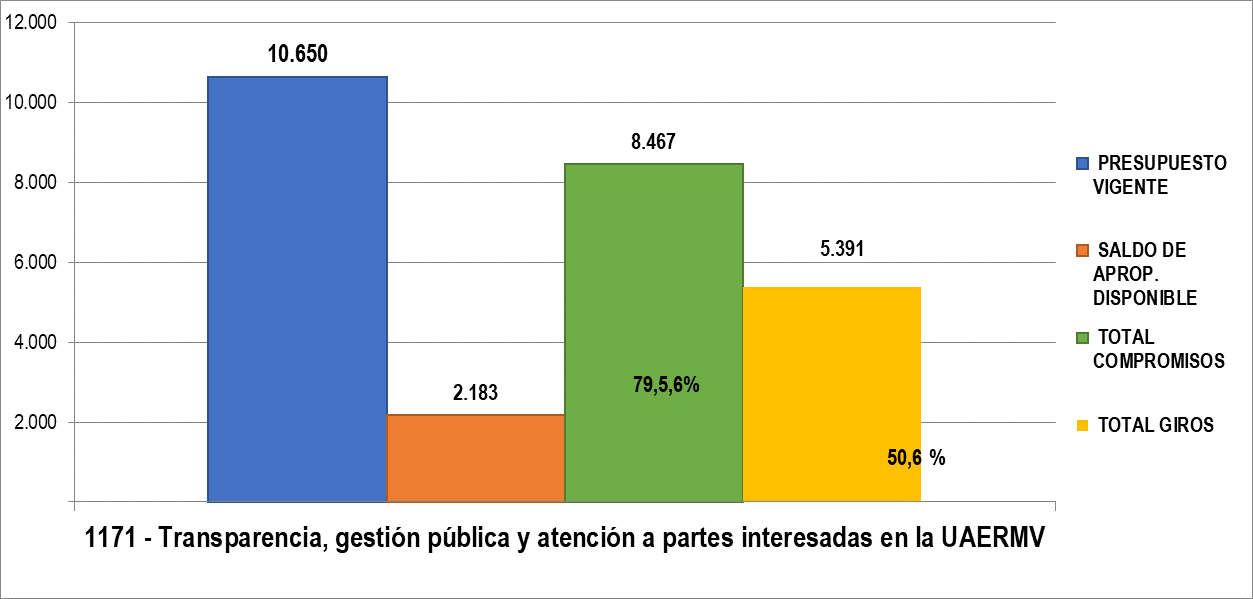 12.000
10.000
8.000
6.000
4.000
2.000
10.650
2.183
8.467
79,5,6%
5.391
50,6 %
1171 - Transparencia, gestión pública y atención a partes interesadas en la UAERMV
PRESUPUESTO
VIGENTE
SALDO DE
APROP.
DISPONIBLE
TOTAL
COMPROMISOS
TOTAL GIROS